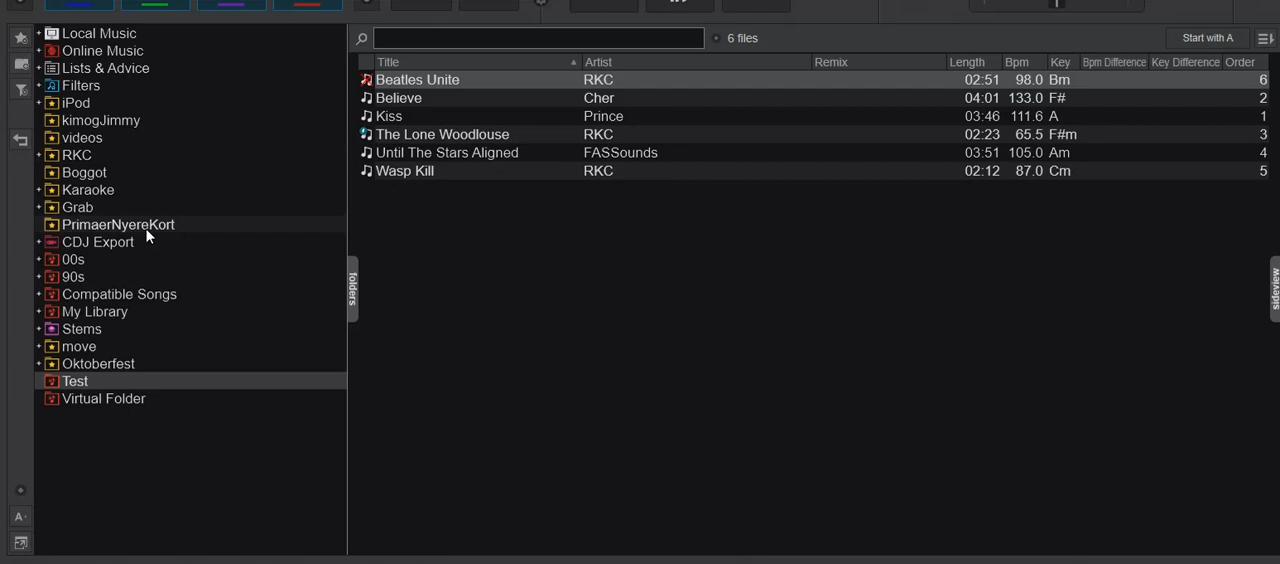 Local Music
Online Music
Lists & Advice
Filters
iPod
kimogJimmy
videos
RKC
Boggot
Karaoke
Grab
PrimaerNyereKort
CDJ Export
00s
90s
Compatible Songs
My Library
Stems
move
Oktoberfest
Test
Virtual Folder
A+
folders
6 files Start with A
Title Artist Remix Length Bpm Key Bpm Difference Key Difference Order
Beatles Unite RKC 02:51 98.0 Bm 6
Believe Cher 04:01 133.0 F# 2
Kiss Prince 03:46 111.6 A 1
The Lone Woodlouse RKC 02:23 65.5 F#m 3
Until The Stars Aligned FASSounds 03:51 105.0 Am 4
Wasp Kill RKC 02:12 87.0 Cm 5
sideview